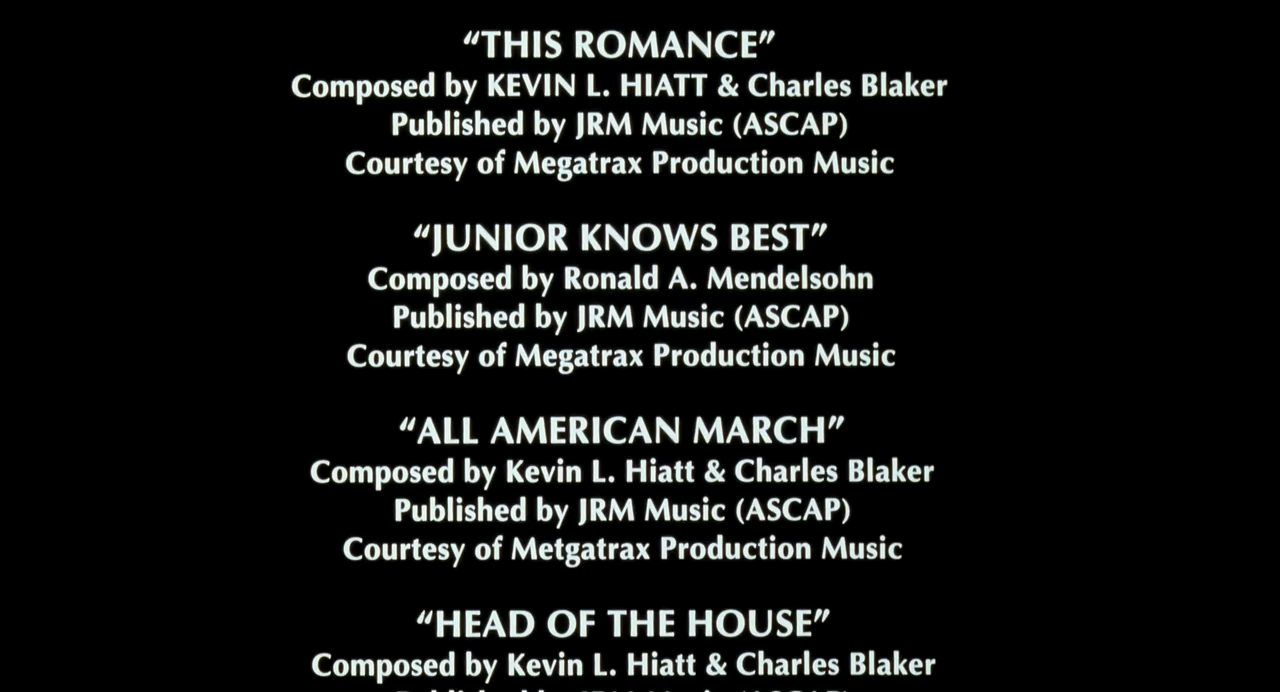 “THIS ROMANCE”
Composed by KEVIN L. HIATT & Charles Blaker
Published by JRM Music (ASCAP)
Courtesy of Megatrax Production Music
“JUNIOR KNOWS BEST”
Composed by Ronald A. Mendelsohn
Published by JRM Music (ASCAP)
Courtesy of Megatrax Production Music
“ALL AMERICAN MARCH”
Composed by Kevin L. Hiatt & Charles Blaker
Published by JRM Music (ASCAP)
Courtesy of Metgatrax Production Music
“HEAD OF THE HOUSE”
Composed by Kevin L. Hiatt & Charles Blaker